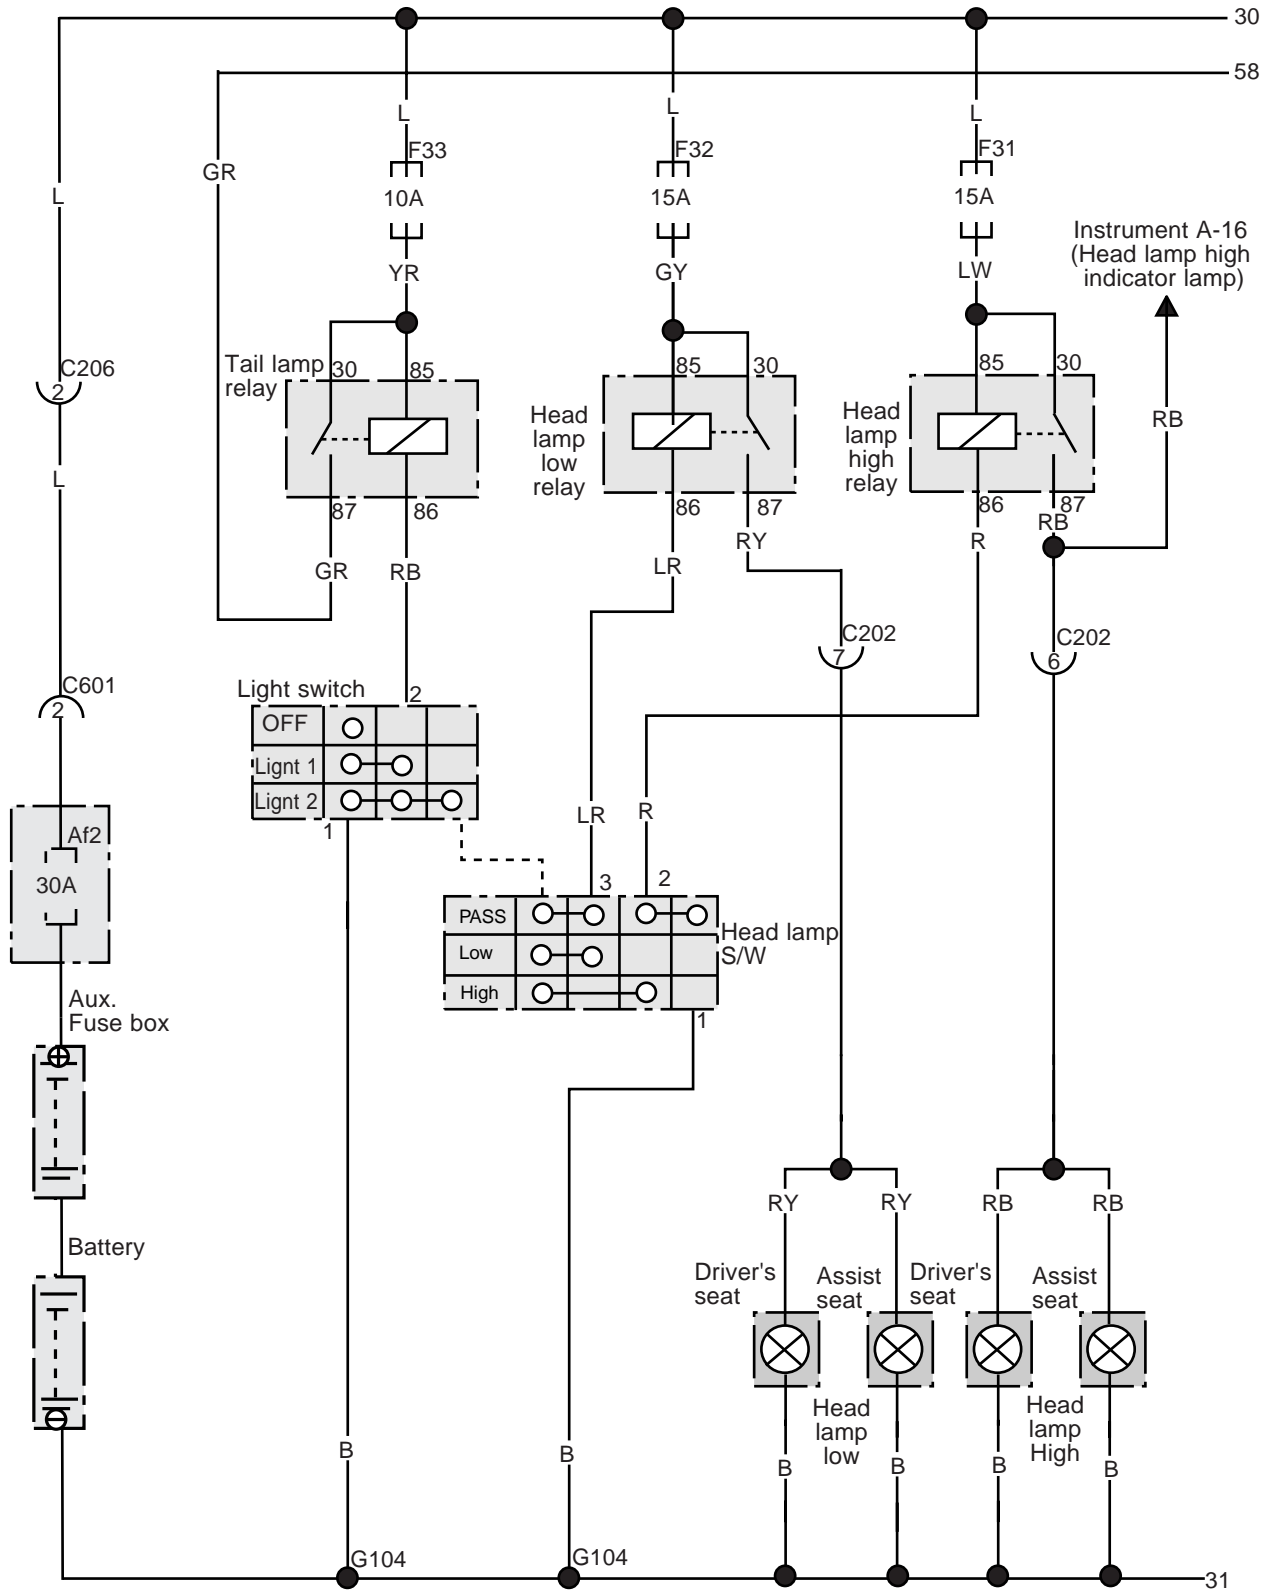 30
58
L
L
L
F33
F32
F31
GR
L
10A
15A
15A
Instrument A-16
(Head lamp high
indicator lamp)
YR
GY
LW
C206
2
Tail lamp
relay
30
85
85
30
85
30
Head
lamp
low
relay
Head
lamp
high
relay
RB
L
87
86
86
87
86
87
RB
GR
RB
LR
RY
R
C202
7
C202
6
C601
2
Light switch
2
OFF
Lignt 1
Lignt 2
1
LR
R
Af2
30A
3
2
PASS
Low
High
Head lamp
S/W
1
Aux.
Fuse box
Battery
RY
RY
RB
RB
Driver's
seat
Assist
seat
Driver's
seat
Assist
seat
Head
lamp
low
Head
lamp
High
B
B
B
B
B
B
G104
G104
31